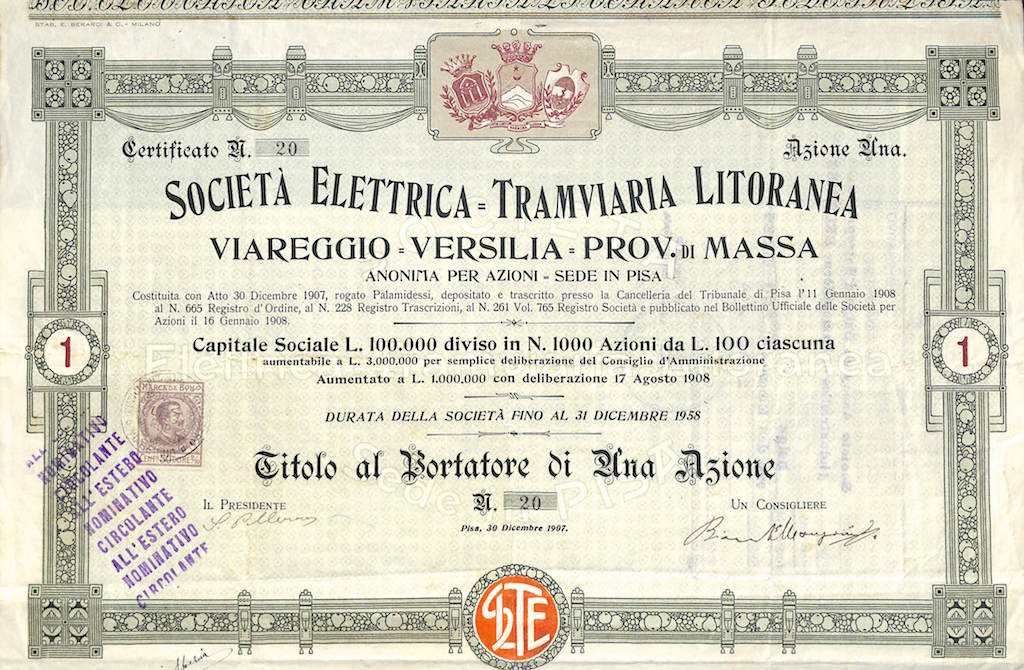 STAB. E. BERARDI & C. - MILANO
Certificato N. 20
Azione Una.
SOCIETÀ ELETTRICA = TRAMVIARIA LITORANEA
VIAREGGIO = VERSILIA = PROV. DI MASSA
ANONIMA PER AZIONI = SEDE IN PISA
Costituita con Atto 30 Dicembre 1907, rogato Palamidessi, depositato e trascritto presso la Cancelleria del Tribunale di Pisa l'11 Gennaio 1908
al N. 665 Registro d'Ordine, al N. 228 Registro Trascrizioni, al N. 261 Vol. 765 Registro Società e pubblicato nel Bollettino Ufficiale delle Società per
Azioni il 16 Gennaio 1908.
Capitale Sociale L. 100.000 diviso in N. 1000 Azioni da L. 100 ciascuna
aumentabile a L. 3.000.000 per semplice deliberazione del Consiglio d'Amministrazione
Aumentato a L. 1.000.000 con deliberazione 17 Agosto 1908
1
1
DURATA DELLA SOCIETÀ FINO AL 31 DICEMBRE 1958
MARCA DA BOLLO
Titolo al Portatore di Una Azione
N. 20
IL PRESIDENTE
UN CONSIGLIERE
Pisa, 30 Dicembre 1907.
ALL'ESTERO
NOMINATIVO
CIRCOLANTE
ALL'ESTERO
NOMINATIVO
CIRCOLANTE
ALL'ESTERO
NOMINATIVO
CIRCOLANTE